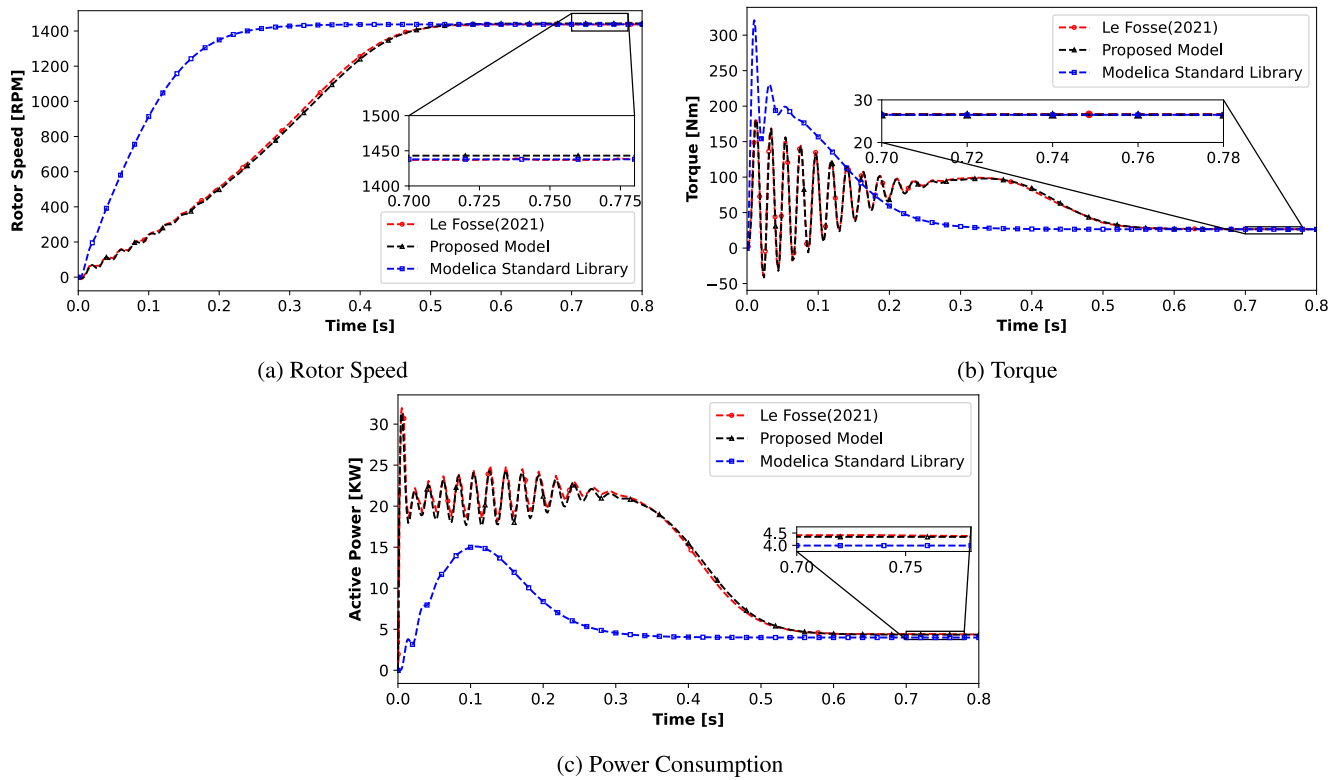 Rotor Speed [RPM]
1400
1200
1000
800
600
400
200
0
0.0 0.1 0.2 0.3 0.4 0.5 0.6 0.7 0.8
Time [s]
1500
1450
1400
0.700 0.725 0.750 0.775
Le Fosse(2021)
Proposed Model
Modelica Standard Library
(a) Rotor Speed
Torque [Nm]
300
250
200
150
100
50
0
−50
0.0 0.1 0.2 0.3 0.4 0.5 0.6 0.7 0.8
Time [s]
Le Fosse(2021)
Proposed Model
Modelica Standard Library
30
20
0.70 0.72 0.74 0.76 0.78
(b) Torque
Active Power [KW]
30
25
20
15
10
5
0
0.0 0.1 0.2 0.3 0.4 0.5 0.6 0.7 0.8
Time [s]
Le Fosse(2021)
Proposed Model
Modelica Standard Library
4.5
4.0
0.70 0.75
(c) Power Consumption